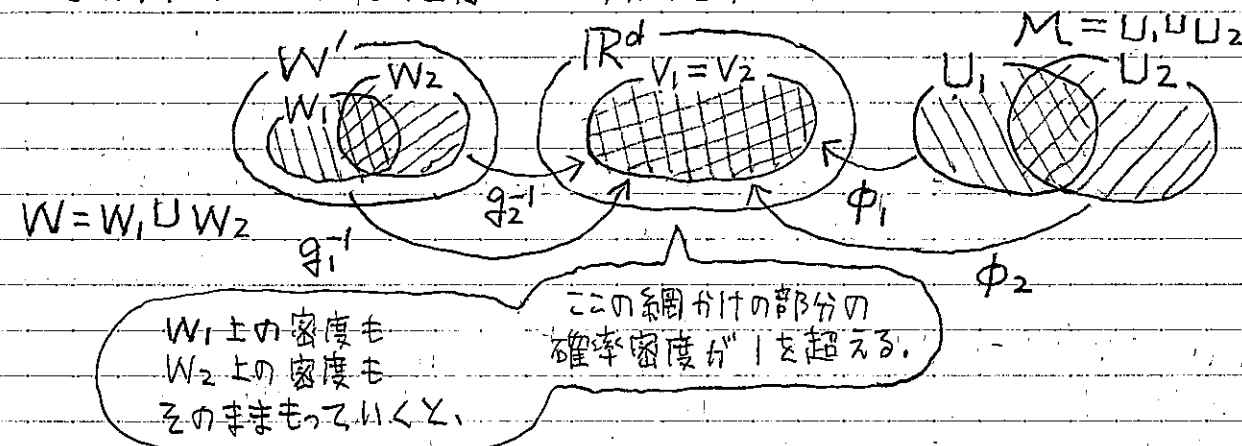 M = U₁ ∪ U₂
W'
W₁
W₂
ℝᵈ
V₁ = V₂
U₁
U₂
W = W₁ ∪ W₂
g₁⁻¹
g₂⁻¹
φ₁
φ₂
W₁上の密度も
W₂上の密度も
そのままもっていくと、
ここの網かけの部分の
確率密度が1を超える.